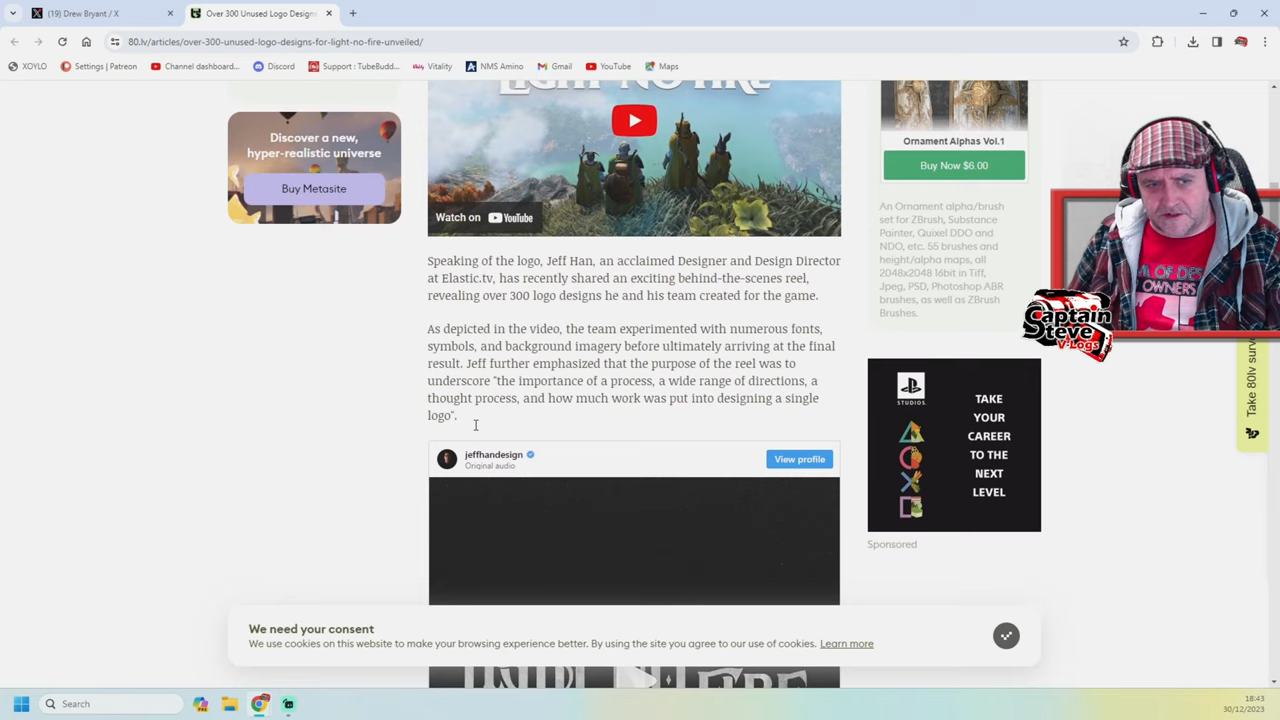 (19) Drew Bryant / X
Over 300 Unused Logo Design
80.lv/articles/over-300-unused-logo-designs-for-light-no-fire-unveiled/
XOYLO
Settings | Patreon
Channel dashboard...
Discord
Support : TubeBudd...
Vitality
NMS Amino
Gmail
YouTube
Maps
Discover a new,
hyper-realistic universe
Buy Metasite
LIGHT NO FIRE
Watch on YouTube
Speaking of the logo, Jeff Han, an acclaimed Designer and Design Director
at Elastic.tv, has recently shared an exciting behind-the-scenes reel,
revealing over 300 logo designs he and his team created for the game.
As depicted in the video, the team experimented with numerous fonts,
symbols, and background imagery before ultimately arriving at the final
result. Jeff further emphasized that the purpose of the reel was to
underscore "the importance of a process, a wide range of directions, a
thought process, and how much work was put into designing a single
logo".
jeffhandesign
Original audio
View profile
Ornament Alphas Vol.1
Buy Now $6.00
An Ornament alpha/brush
set for ZBrush, Substance
Painter, Quixel DDO and
NDO, etc. 55 brushes and
height/alpha maps, all
2048x2048 16bit in Tiff,
Jpeg, PSD, Photoshop ABR
brushes, as well as ZBrush
Brushes.
STUDIOS
TAKE
YOUR
CAREER
TO THE
NEXT
LEVEL
Sponsored
OWNERS
Captain
Steve
V-Logs
Take 80lv surv
We need your consent
We use cookies on this website to make your browsing experience better. By using the site you agree to our use of cookies. Learn more
Search
18:43
30/12/2023